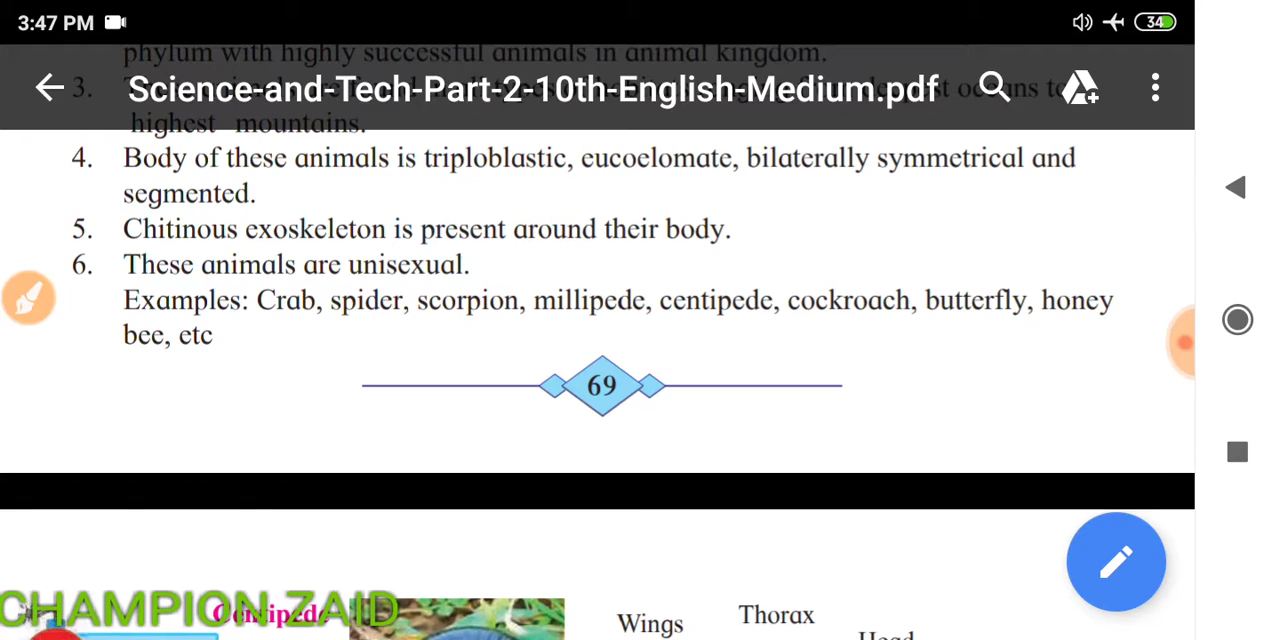 3:47 PM
34
phylum with highly successful animals in animal kingdom.
Science-and-Tech-Part-2-10th-English-Medium.pdf
3.
highest mountains.
4. Body of these animals is triploblastic, eucoelomate, bilaterally symmetrical and
segmented.
5. Chitinous exoskeleton is present around their body.
6. These animals are unisexual.
Examples: Crab, spider, scorpion, millipede, centipede, cockroach, butterfly, honey
bee, etc
69
CHAMPION ZAID
Centipede
Wings
Thorax
Head